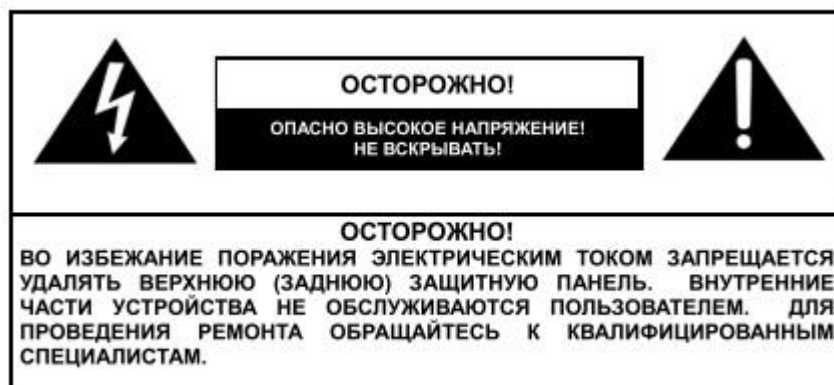 ОСТОРОЖНО!
ОПАСНО ВЫСОКОЕ НАПРЯЖЕНИЕ!
НЕ ВСКРЫВАТЬ!
ОСТОРОЖНО!
ВО ИЗБЕЖАНИЕ ПОРАЖЕНИЯ ЭЛЕКТРИЧЕСКИМ ТОКОМ ЗАПРЕЩАЕТСЯ
УДАЛЯТЬ ВЕРХНЮЮ (ЗАДНЮЮ) ЗАЩИТНУЮ ПАНЕЛЬ. ВНУТРЕННИЕ
ЧАСТИ УСТРОЙСТВА НЕ ОБСЛУЖИВАЮТСЯ ПОЛЬЗОВАТЕЛЕМ. ДЛЯ
ПРОВЕДЕНИЯ РЕМОНТА ОБРАЩАЙТЕСЬ К КВАЛИФИЦИРОВАННЫМ
СПЕЦИАЛИСТАМ.